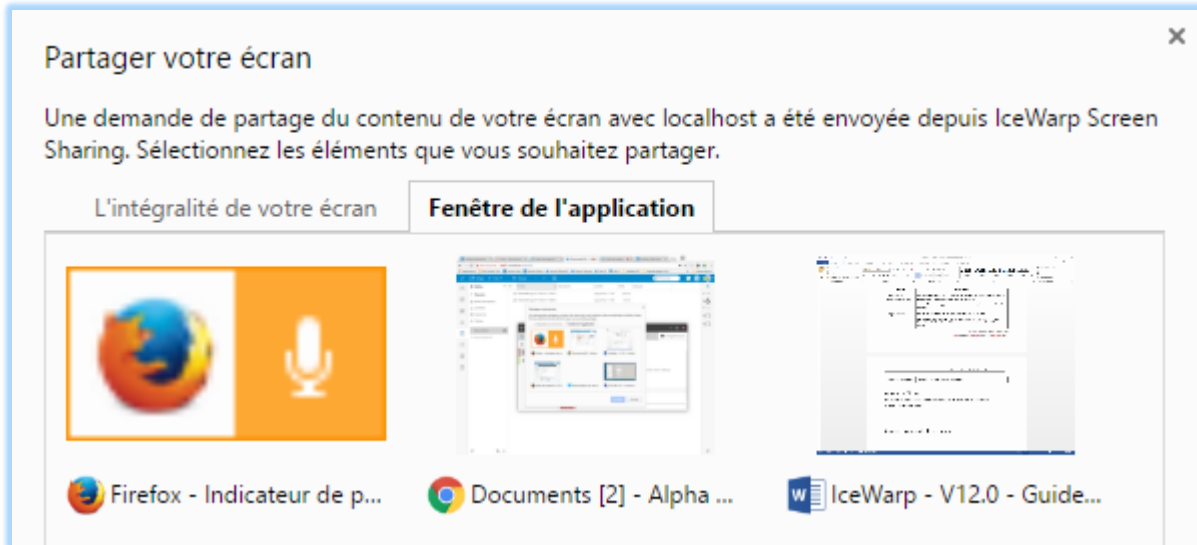 Partager votre écran
Une demande de partage du contenu de votre écran avec localhost a été envoyée depuis IceWarp Screen
Sharing. Sélectionnez les éléments que vous souhaitez partager.
L'intégralité de votre écran
Fenêtre de l'application
Firefox - Indicateur de p...
Documents [2] - Alpha ...
IceWarp - V12.0 - Guide...